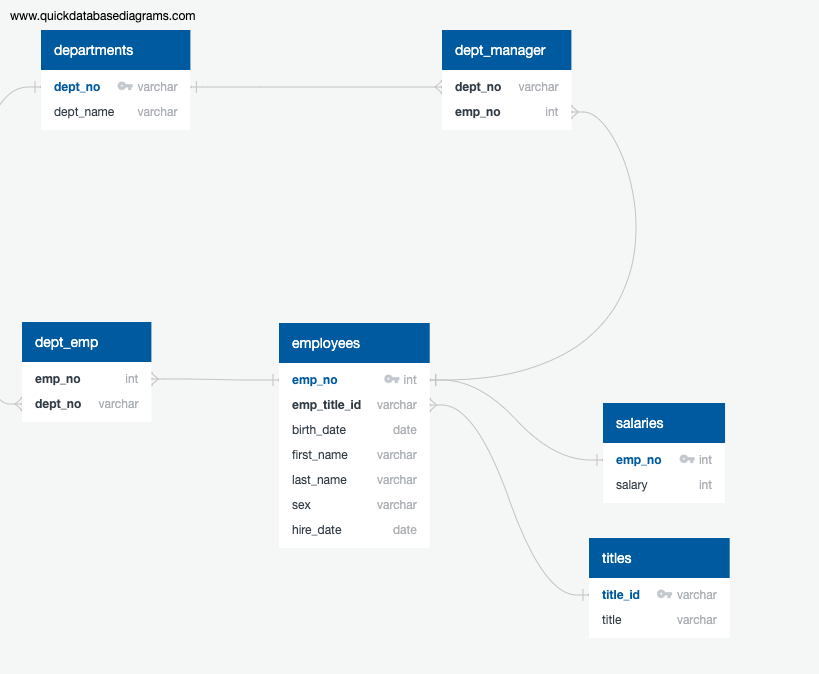 www.quickdatabasediagrams.com
departments
dept_no varchar
dept_name varchar
dept_manager
dept_no varchar
emp_no int
dept_emp
emp_no int
dept_no varchar
employees
emp_no int
emp_title_id varchar
birth_date date
first_name varchar
last_name varchar
sex varchar
hire_date date
salaries
emp_no int
salary int
titles
title_id varchar
title varchar